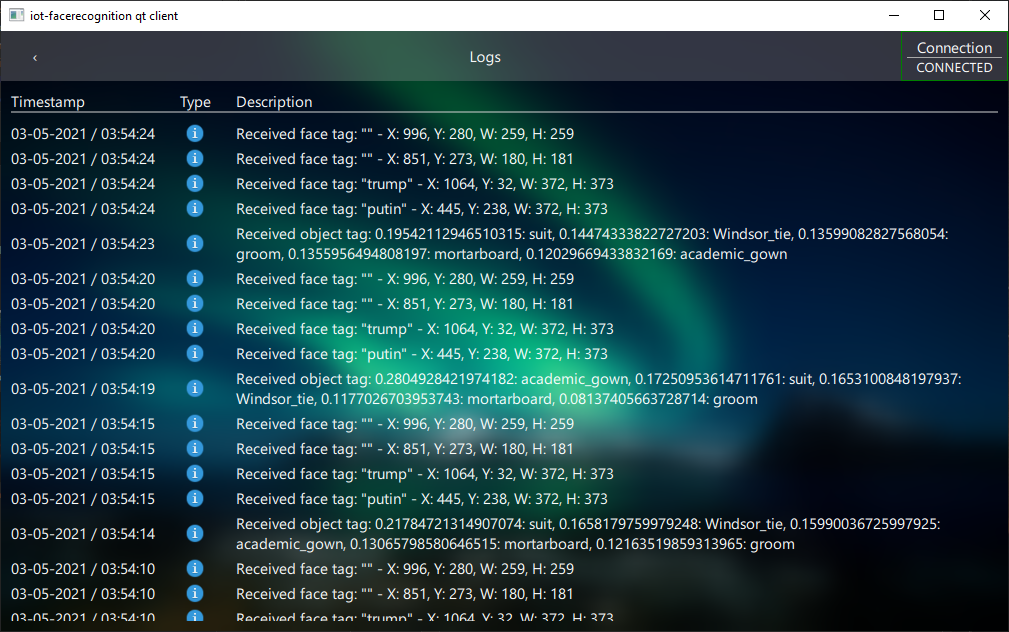 iot-facerecognition qt client
‹ Logs Connection
CONNECTED
Timestamp Type Description
03-05-2021 / 03:54:24 Received face tag: "" - X: 996, Y: 280, W: 259, H: 259
03-05-2021 / 03:54:24 Received face tag: "" - X: 851, Y: 273, W: 180, H: 181
03-05-2021 / 03:54:24 Received face tag: "trump" - X: 1064, Y: 32, W: 372, H: 373
03-05-2021 / 03:54:24 Received face tag: "putin" - X: 445, Y: 238, W: 372, H: 373
03-05-2021 / 03:54:23 Received object tag: 0.19542112946510315: suit, 0.14474333822727203: Windsor_tie, 0.13599082827568054:
groom, 0.1355956494808197: mortarboard, 0.12029669433832169: academic_gown
03-05-2021 / 03:54:20 Received face tag: "" - X: 996, Y: 280, W: 259, H: 259
03-05-2021 / 03:54:20 Received face tag: "" - X: 851, Y: 273, W: 180, H: 181
03-05-2021 / 03:54:20 Received face tag: "trump" - X: 1064, Y: 32, W: 372, H: 373
03-05-2021 / 03:54:20 Received face tag: "putin" - X: 445, Y: 238, W: 372, H: 373
03-05-2021 / 03:54:19 Received object tag: 0.2804928421974182: academic_gown, 0.17250953614711761: suit, 0.1653100848197937:
Windsor_tie, 0.1177026703953743: mortarboard, 0.08137405663728714: groom
03-05-2021 / 03:54:15 Received face tag: "" - X: 996, Y: 280, W: 259, H: 259
03-05-2021 / 03:54:15 Received face tag: "" - X: 851, Y: 273, W: 180, H: 181
03-05-2021 / 03:54:15 Received face tag: "trump" - X: 1064, Y: 32, W: 372, H: 373
03-05-2021 / 03:54:15 Received face tag: "putin" - X: 445, Y: 238, W: 372, H: 373
03-05-2021 / 03:54:14 Received object tag: 0.21784721314907074: suit, 0.1658179759979248: Windsor_tie, 0.15990036725997925:
academic_gown, 0.13065798580646515: mortarboard, 0.12163519859313965: groom
03-05-2021 / 03:54:10 Received face tag: "" - X: 996, Y: 280, W: 259, H: 259
03-05-2021 / 03:54:10 Received face tag: "" - X: 851, Y: 273, W: 180, H: 181
03-05-2021 / 03:54:10 Received face tag: "trump" - X: 1064, Y: 32, W: 372, H: 373